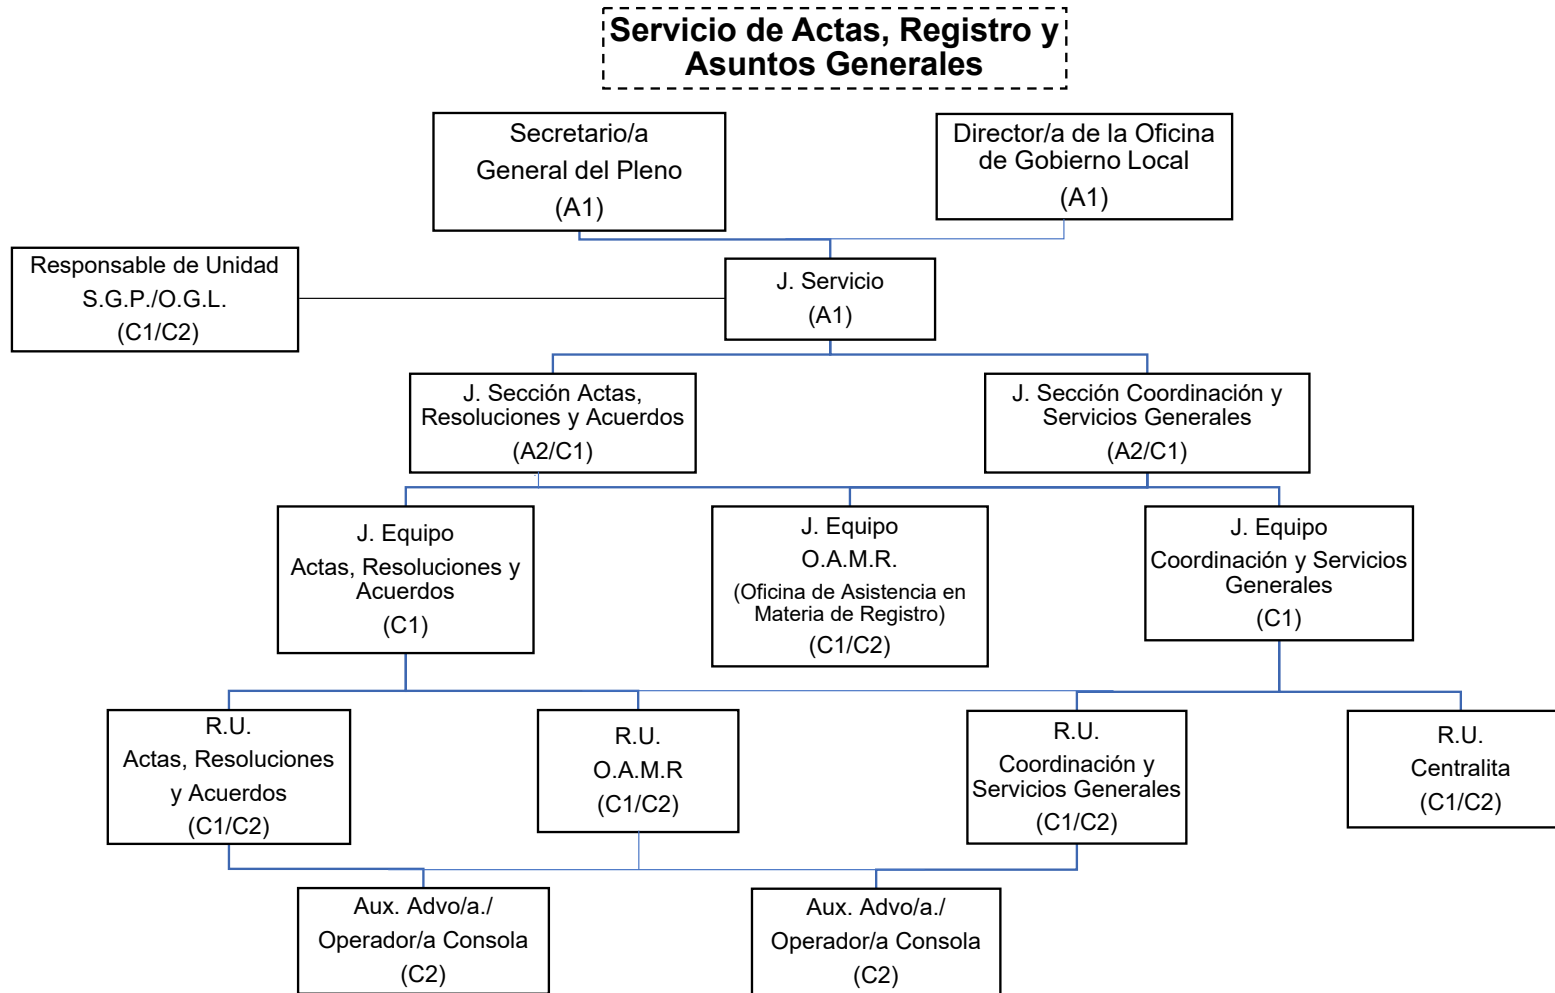 Servicio de Actas, Registro y
Asuntos Generales
Secretario/a
General del Pleno
(A1)
Director/a de la Oficina
de Gobierno Local
(A1)
Responsable de Unidad
S.G.P./O.G.L.
(C1/C2)
J. Servicio
(A1)
J. Sección Actas,
Resoluciones y Acuerdos
(A2/C1)
J. Sección Coordinación y
Servicios Generales
(A2/C1)
J. Equipo
Actas, Resoluciones y
Acuerdos
(C1)
J. Equipo
O.A.M.R.
(Oficina de Asistencia en
Materia de Registro)
(C1/C2)
J. Equipo
Coordinación y Servicios
Generales
(C1)
R.U.
Actas, Resoluciones
y Acuerdos
(C1/C2)
R.U.
O.A.M.R
(C1/C2)
R.U.
Coordinación y
Servicios Generales
(C1/C2)
R.U.
Centralita
(C1/C2)
Aux. Advo/a./
Operador/a Consola
(C2)
Aux. Advo/a./
Operador/a Consola
(C2)